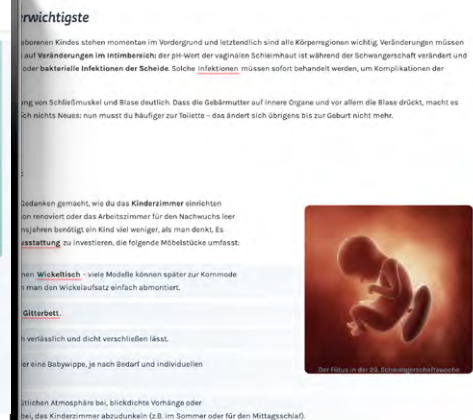 rwichtigste
eborenen Kindes stehen momentan im Vordergrund und letztendlich sind alle Körperregionen wichtig. Veränderungen müssen
auf Veränderungen im Intimbereich: der pH-Wert der vaginalen Schleimhaut ist während der Schwangerschaft verändert und
oder bakterielle Infektionen der Scheide. Solche Infektionen müssen sofort behandelt werden, um Komplikationen der
ng von Schließmuskel und Blase deutlich. Dass die Gebärmutter auf innere Organe und vor allem die Blase drückt, macht es
ch nichts Neues: nun musst du häufiger zur Toilette – das ändert sich übrigens bis zur Geburt nicht mehr.
Gedanken gemacht, wie du das Kinderzimmer einrichten
on renoviert oder das Arbeitszimmer für den Nachwuchs leer
nsjahren benötigt ein Kind viel weniger, als man denkt. Es
usstattung zu investieren, die folgende Möbelstücke umfasst:
nen Wickeltisch – viele Modelle können später zur Kommode
n man den Wickelaufsatz einfach abmontiert.
Gitterbett.
h verlässlich und dicht verschließen lässt.
er eine Babywippe, je nach Bedarf und individuellen
ütlichen Atmosphäre bei, blickdichte Vorhänge oder
bei, das Kinderzimmer abzudunkeln (z.B. im Sommer oder für den Mittagsschlaf).
Der Fötus in der 29. Schwangerschaftswoche